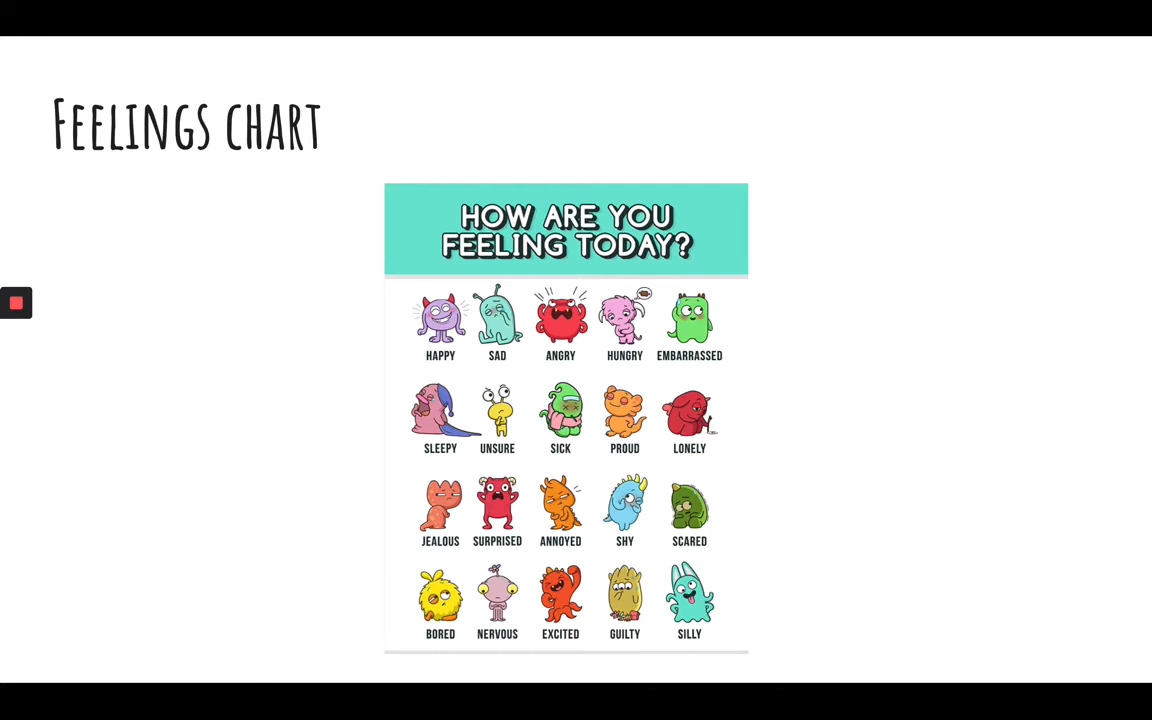 FEELINGS CHART
HOW ARE YOU
FEELING TODAY?
HAPPY SAD ANGRY HUNGRY EMBARRASSED
SLEEPY UNSURE SICK PROUD LONELY
JEALOUS SURPRISED ANNOYED SHY SCARED
BORED NERVOUS EXCITED GUILTY SILLY